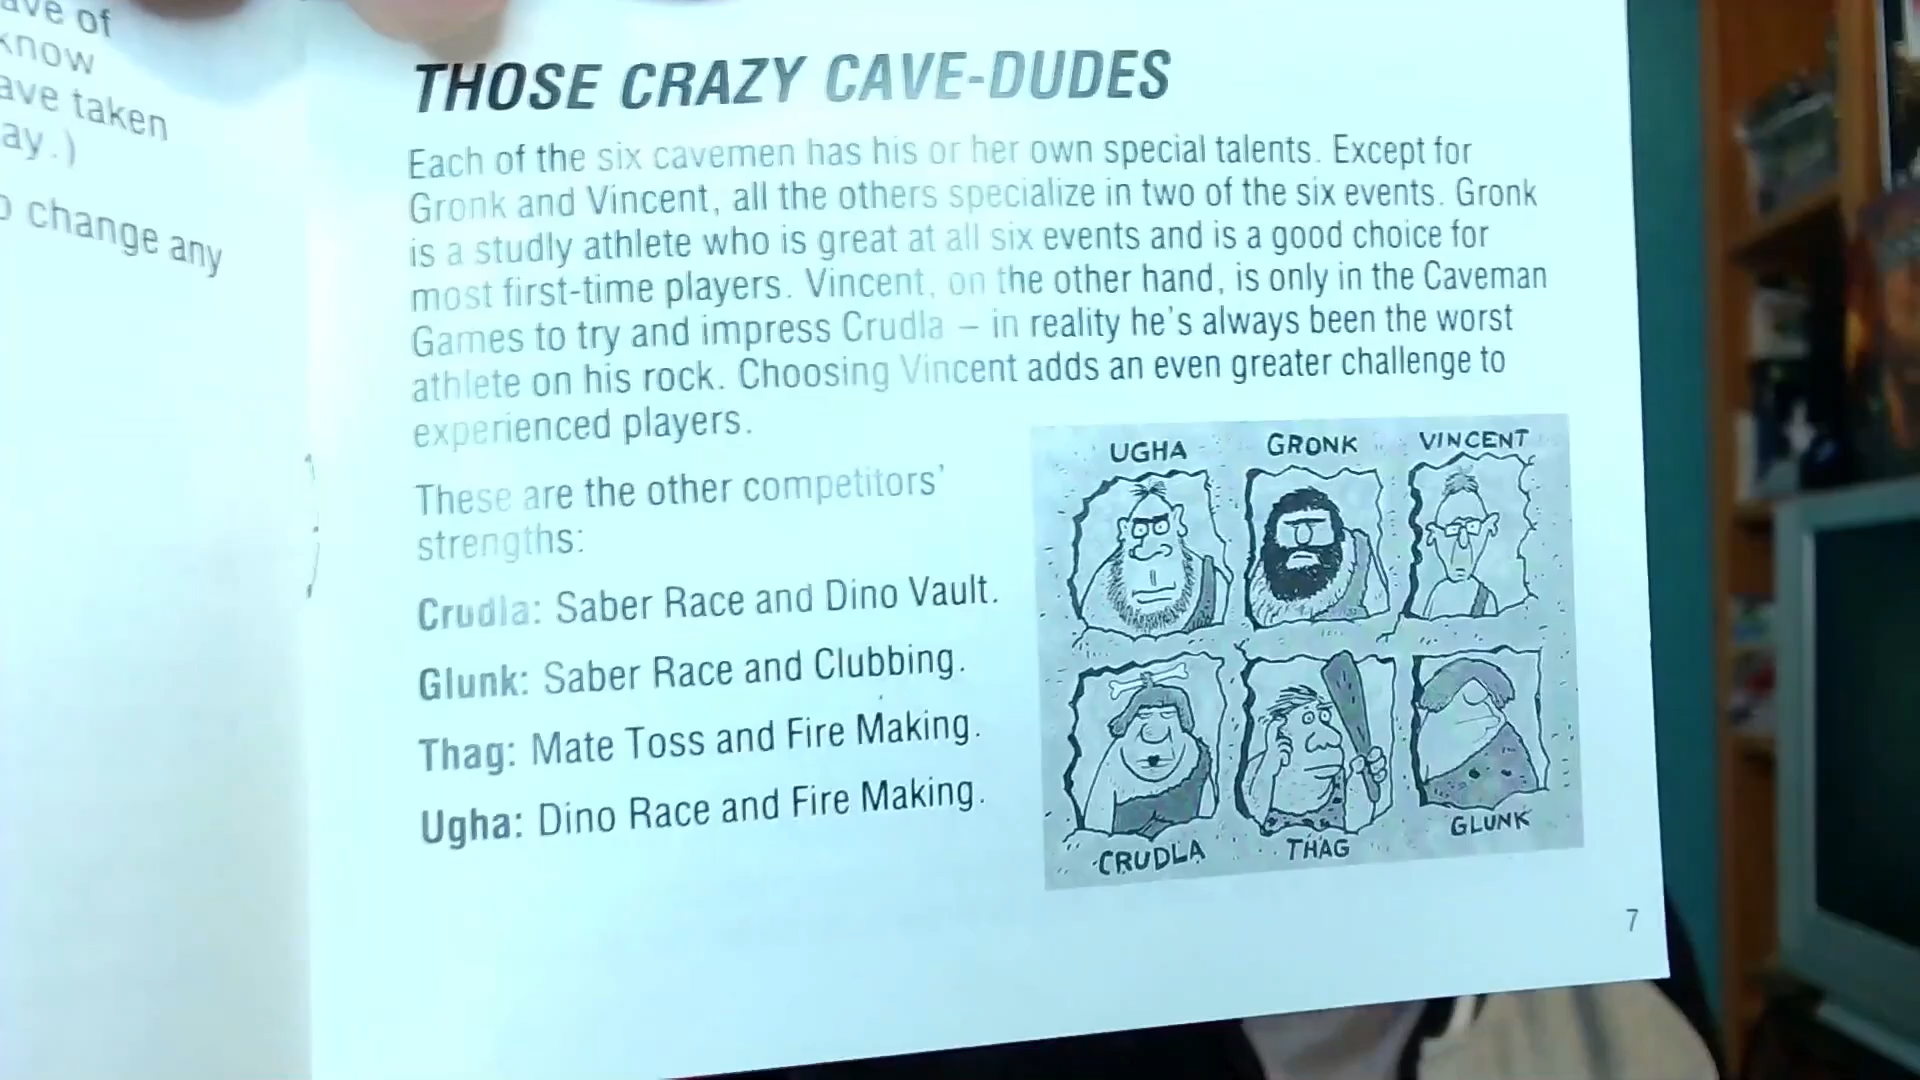 ave of
know
ave taken
ay.)
o change any
THOSE CRAZY CAVE-DUDES
Each of the six cavemen has his or her own special talents. Except for
Gronk and Vincent, all the others specialize in two of the six events. Gronk
is a studly athlete who is great at all six events and is a good choice for
most first-time players. Vincent, on the other hand, is only in the Caveman
Games to try and impress Crudla – in reality he's always been the worst
athlete on his rock. Choosing Vincent adds an even greater challenge to
experienced players.
These are the other competitors'
strengths:
Crudla: Saber Race and Dino Vault.
Glunk: Saber Race and Clubbing.
Thag: Mate Toss and Fire Making.
Ugha: Dino Race and Fire Making.
UGHA GRONK VINCENT
CRUDLA THAG GLUNK
7